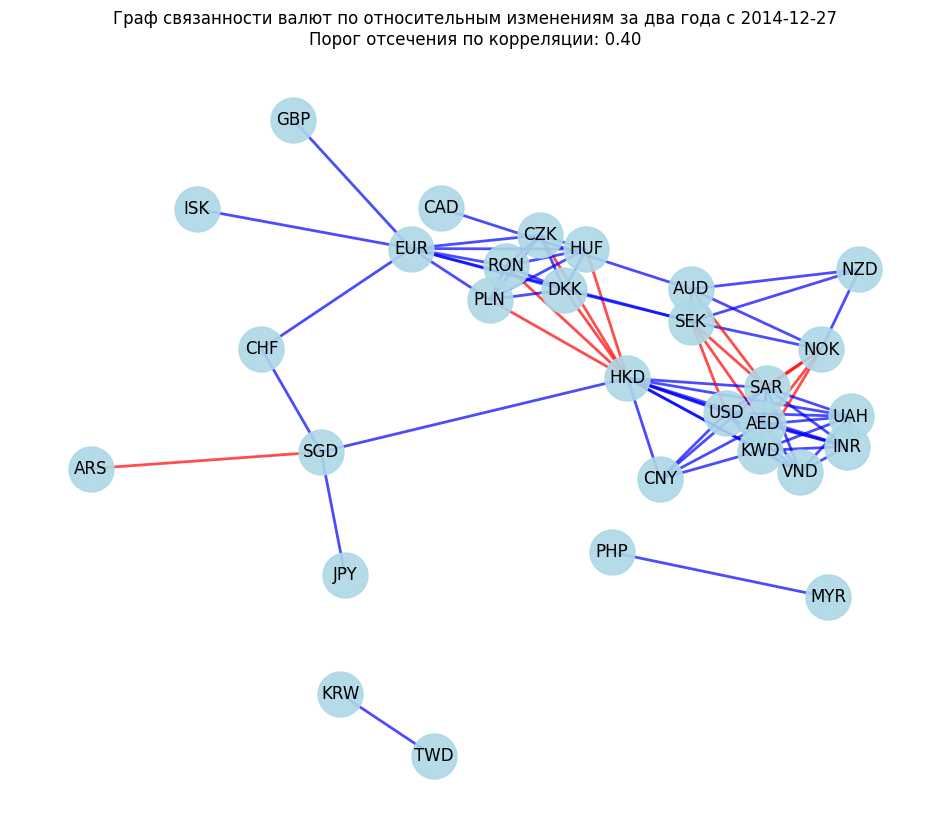 Граф связанности валют по относительным изменениям за два года с 2014-12-27
Порог отсечения по корреляции: 0.40
GBP
ISK
CAD
CZK
EUR
HUF
RON
NZD
DKK
AUD
PLN
SEK
CHF
NOK
HKD
SAR
USD
UAH
AED
INR
SGD
KWD
ARS
VND
CNY
PHP
JPY
MYR
KRW
TWD